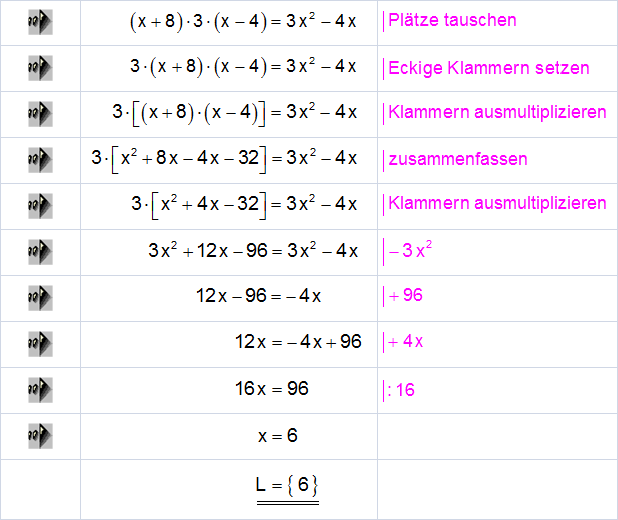 (x + 8) · 3 · (x − 4) = 3x² − 4x | Plätze tauschen
3 · (x + 8) · (x − 4) = 3x² − 4x | Eckige Klammern setzen
3 · [(x + 8) · (x − 4)] = 3x² − 4x | Klammern ausmultiplizieren
3 · [x² + 8x − 4x − 32] = 3x² − 4x | zusammenfassen
3 · [x² + 4x − 32] = 3x² − 4x | Klammern ausmultiplizieren
3x² + 12x − 96 = 3x² − 4x | − 3x²
12x − 96 = −4x | + 96
12x = −4x + 96 | + 4x
16x = 96 | : 16
x = 6
L = {6}